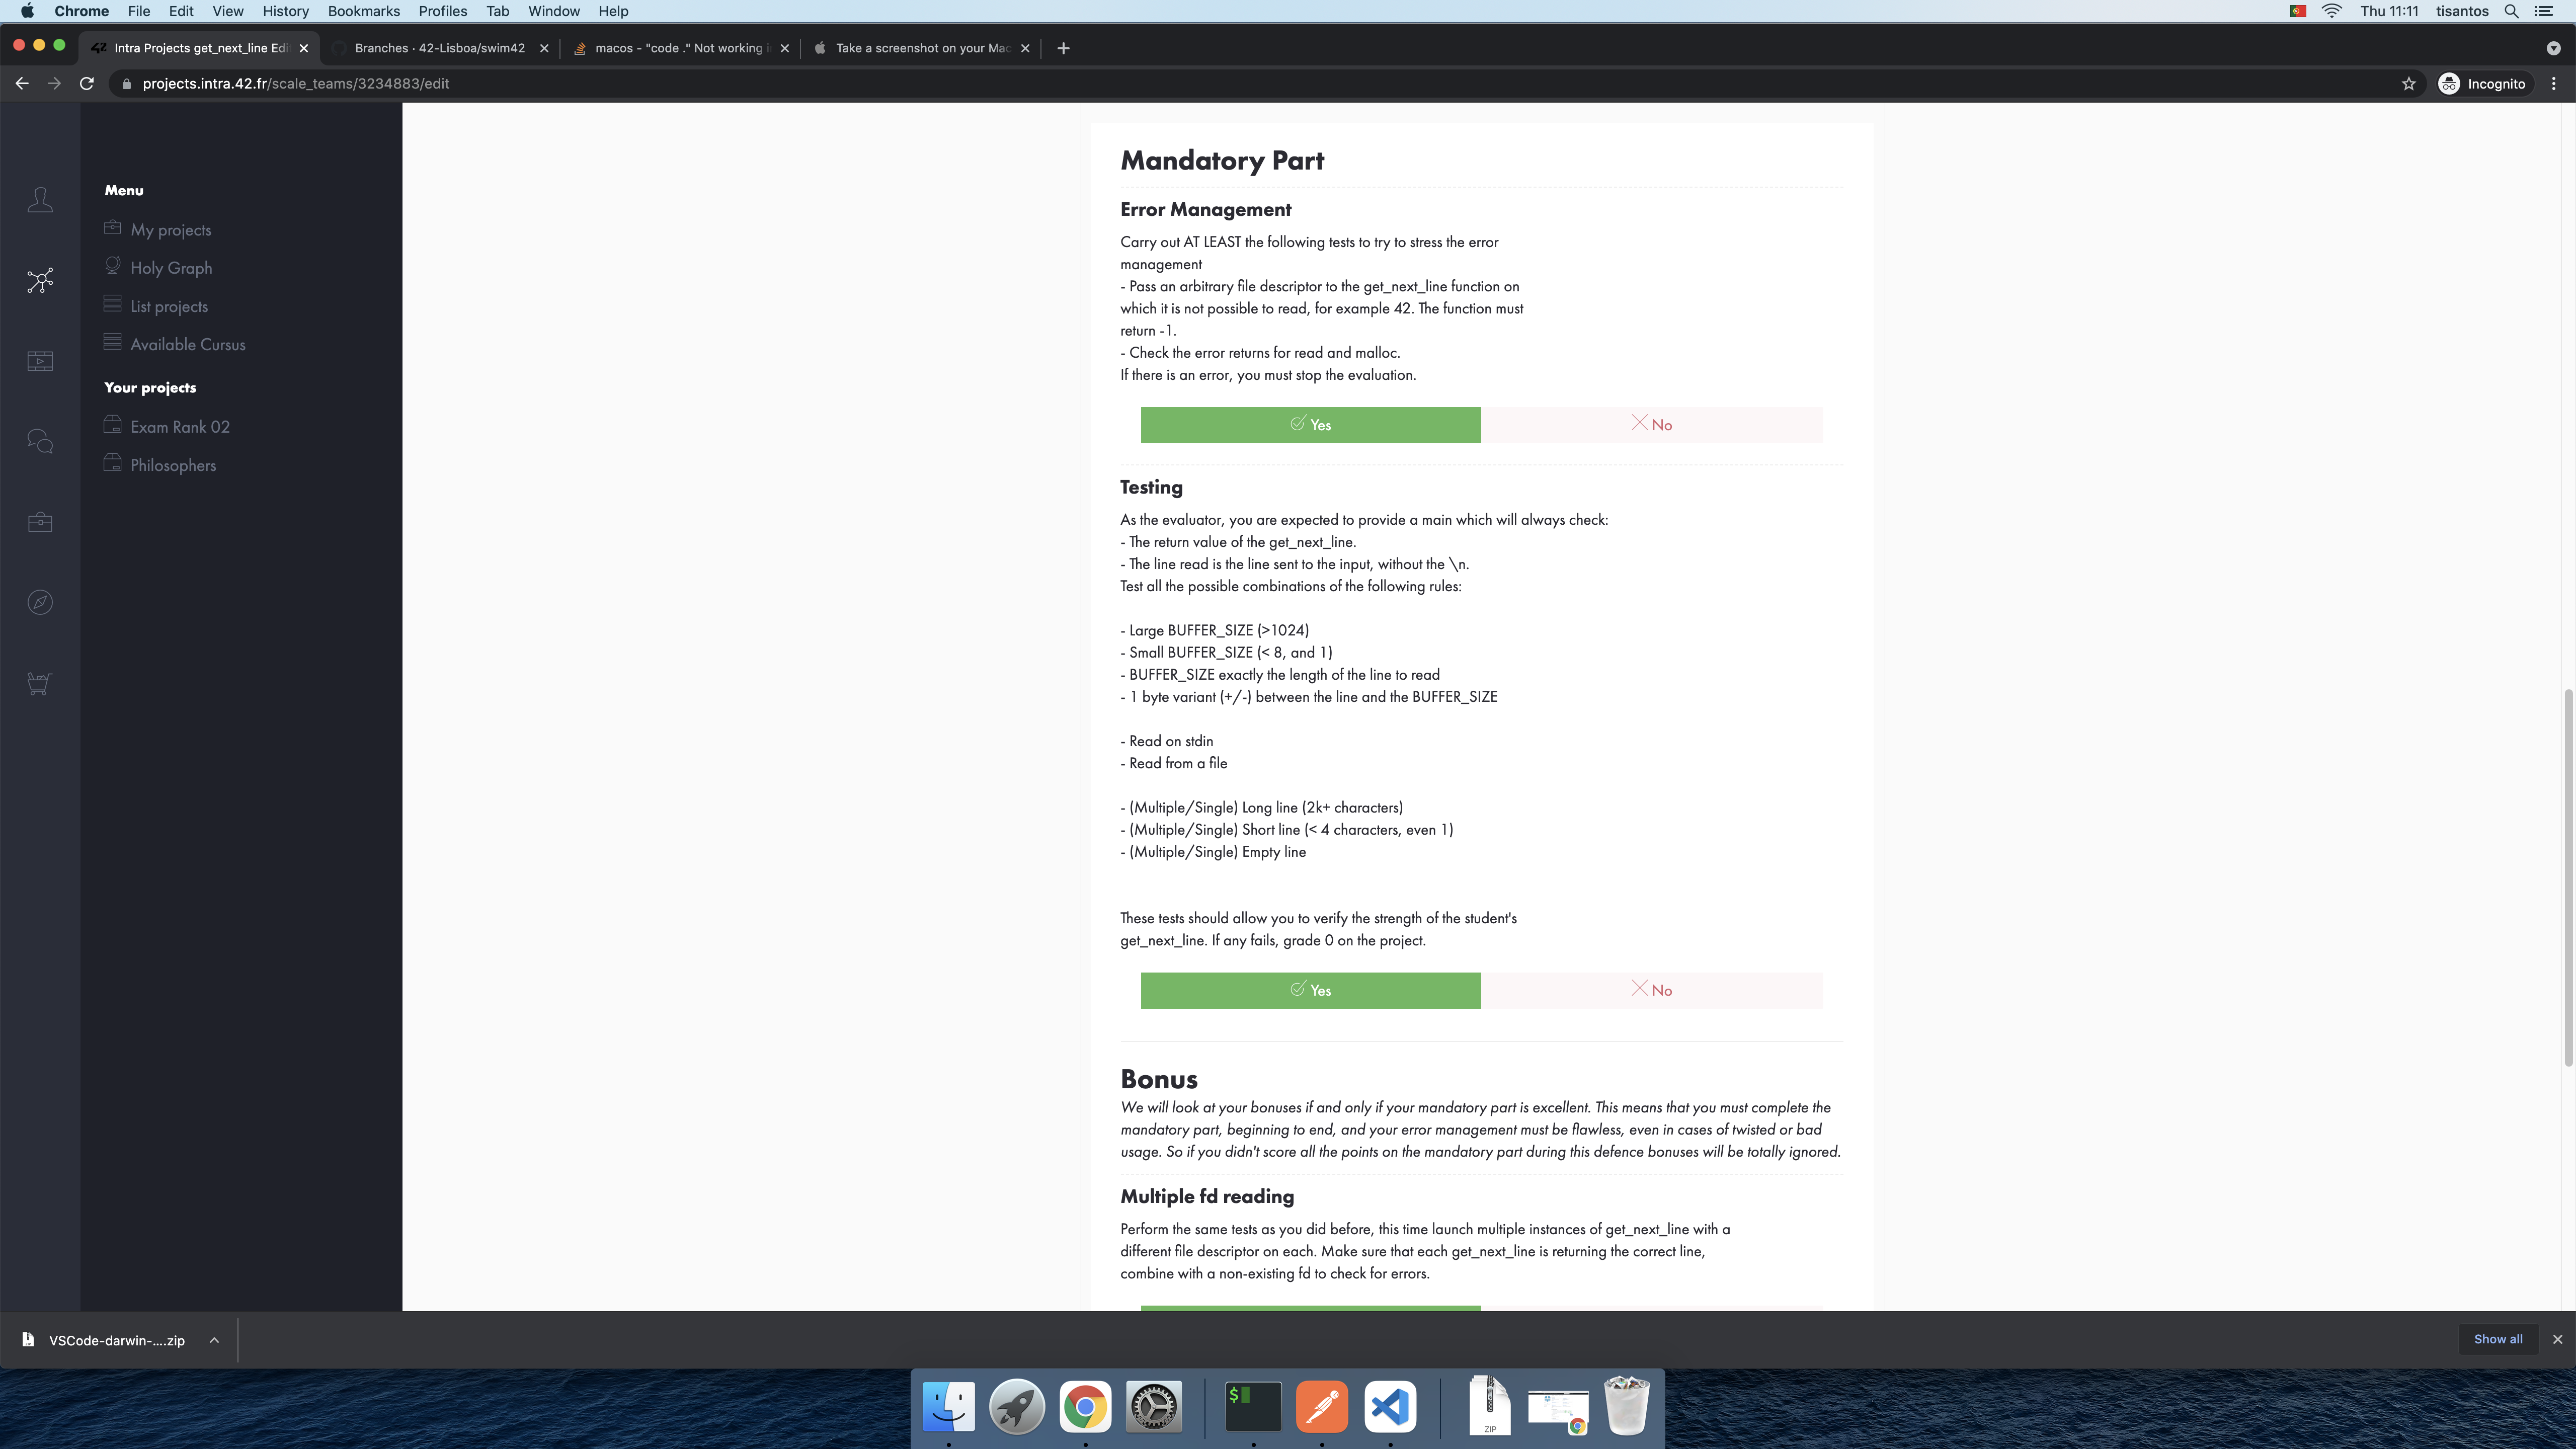 Chrome File Edit View History Bookmarks Profiles Tab Window Help Thu 11:11 tisantos
Intra Projects get_next_line Edi Branches · 42-Lisboa/swim42 macos - "code ." Not working i Take a screenshot on your Mac
projects.intra.42.fr/scale_teams/3234883/edit Incognito
Menu
My projects
Holy Graph
List projects
Available Cursus
Your projects
Exam Rank 02
Philosophers
Mandatory Part
Error Management
Carry out AT LEAST the following tests to try to stress the error
management
- Pass an arbitrary file descriptor to the get_next_line function on
which it is not possible to read, for example 42. The function must
return -1.
- Check the error returns for read and malloc.
If there is an error, you must stop the evaluation.
Yes No
Testing
As the evaluator, you are expected to provide a main which will always check:
- The return value of the get_next_line.
- The line read is the line sent to the input, without the \n.
Test all the possible combinations of the following rules:
- Large BUFFER_SIZE (>1024)
- Small BUFFER_SIZE (< 8, and 1)
- BUFFER_SIZE exactly the length of the line to read
- 1 byte variant (+/-) between the line and the BUFFER_SIZE
- Read on stdin
- Read from a file
- (Multiple/Single) Long line (2k+ characters)
- (Multiple/Single) Short line (< 4 characters, even 1)
- (Multiple/Single) Empty line
These tests should allow you to verify the strength of the student's
get_next_line. If any fails, grade 0 on the project.
Yes No
Bonus
We will look at your bonuses if and only if your mandatory part is excellent. This means that you must complete the
mandatory part, beginning to end, and your error management must be flawless, even in cases of twisted or bad
usage. So if you didn't score all the points on the mandatory part during this defence bonuses will be totally ignored.
Multiple fd reading
Perform the same tests as you did before, this time launch multiple instances of get_next_line with a
different file descriptor on each. Make sure that each get_next_line is returning the correct line,
combine with a non-existing fd to check for errors.
VSCode-darwin-....zip Show all
$
ZIP